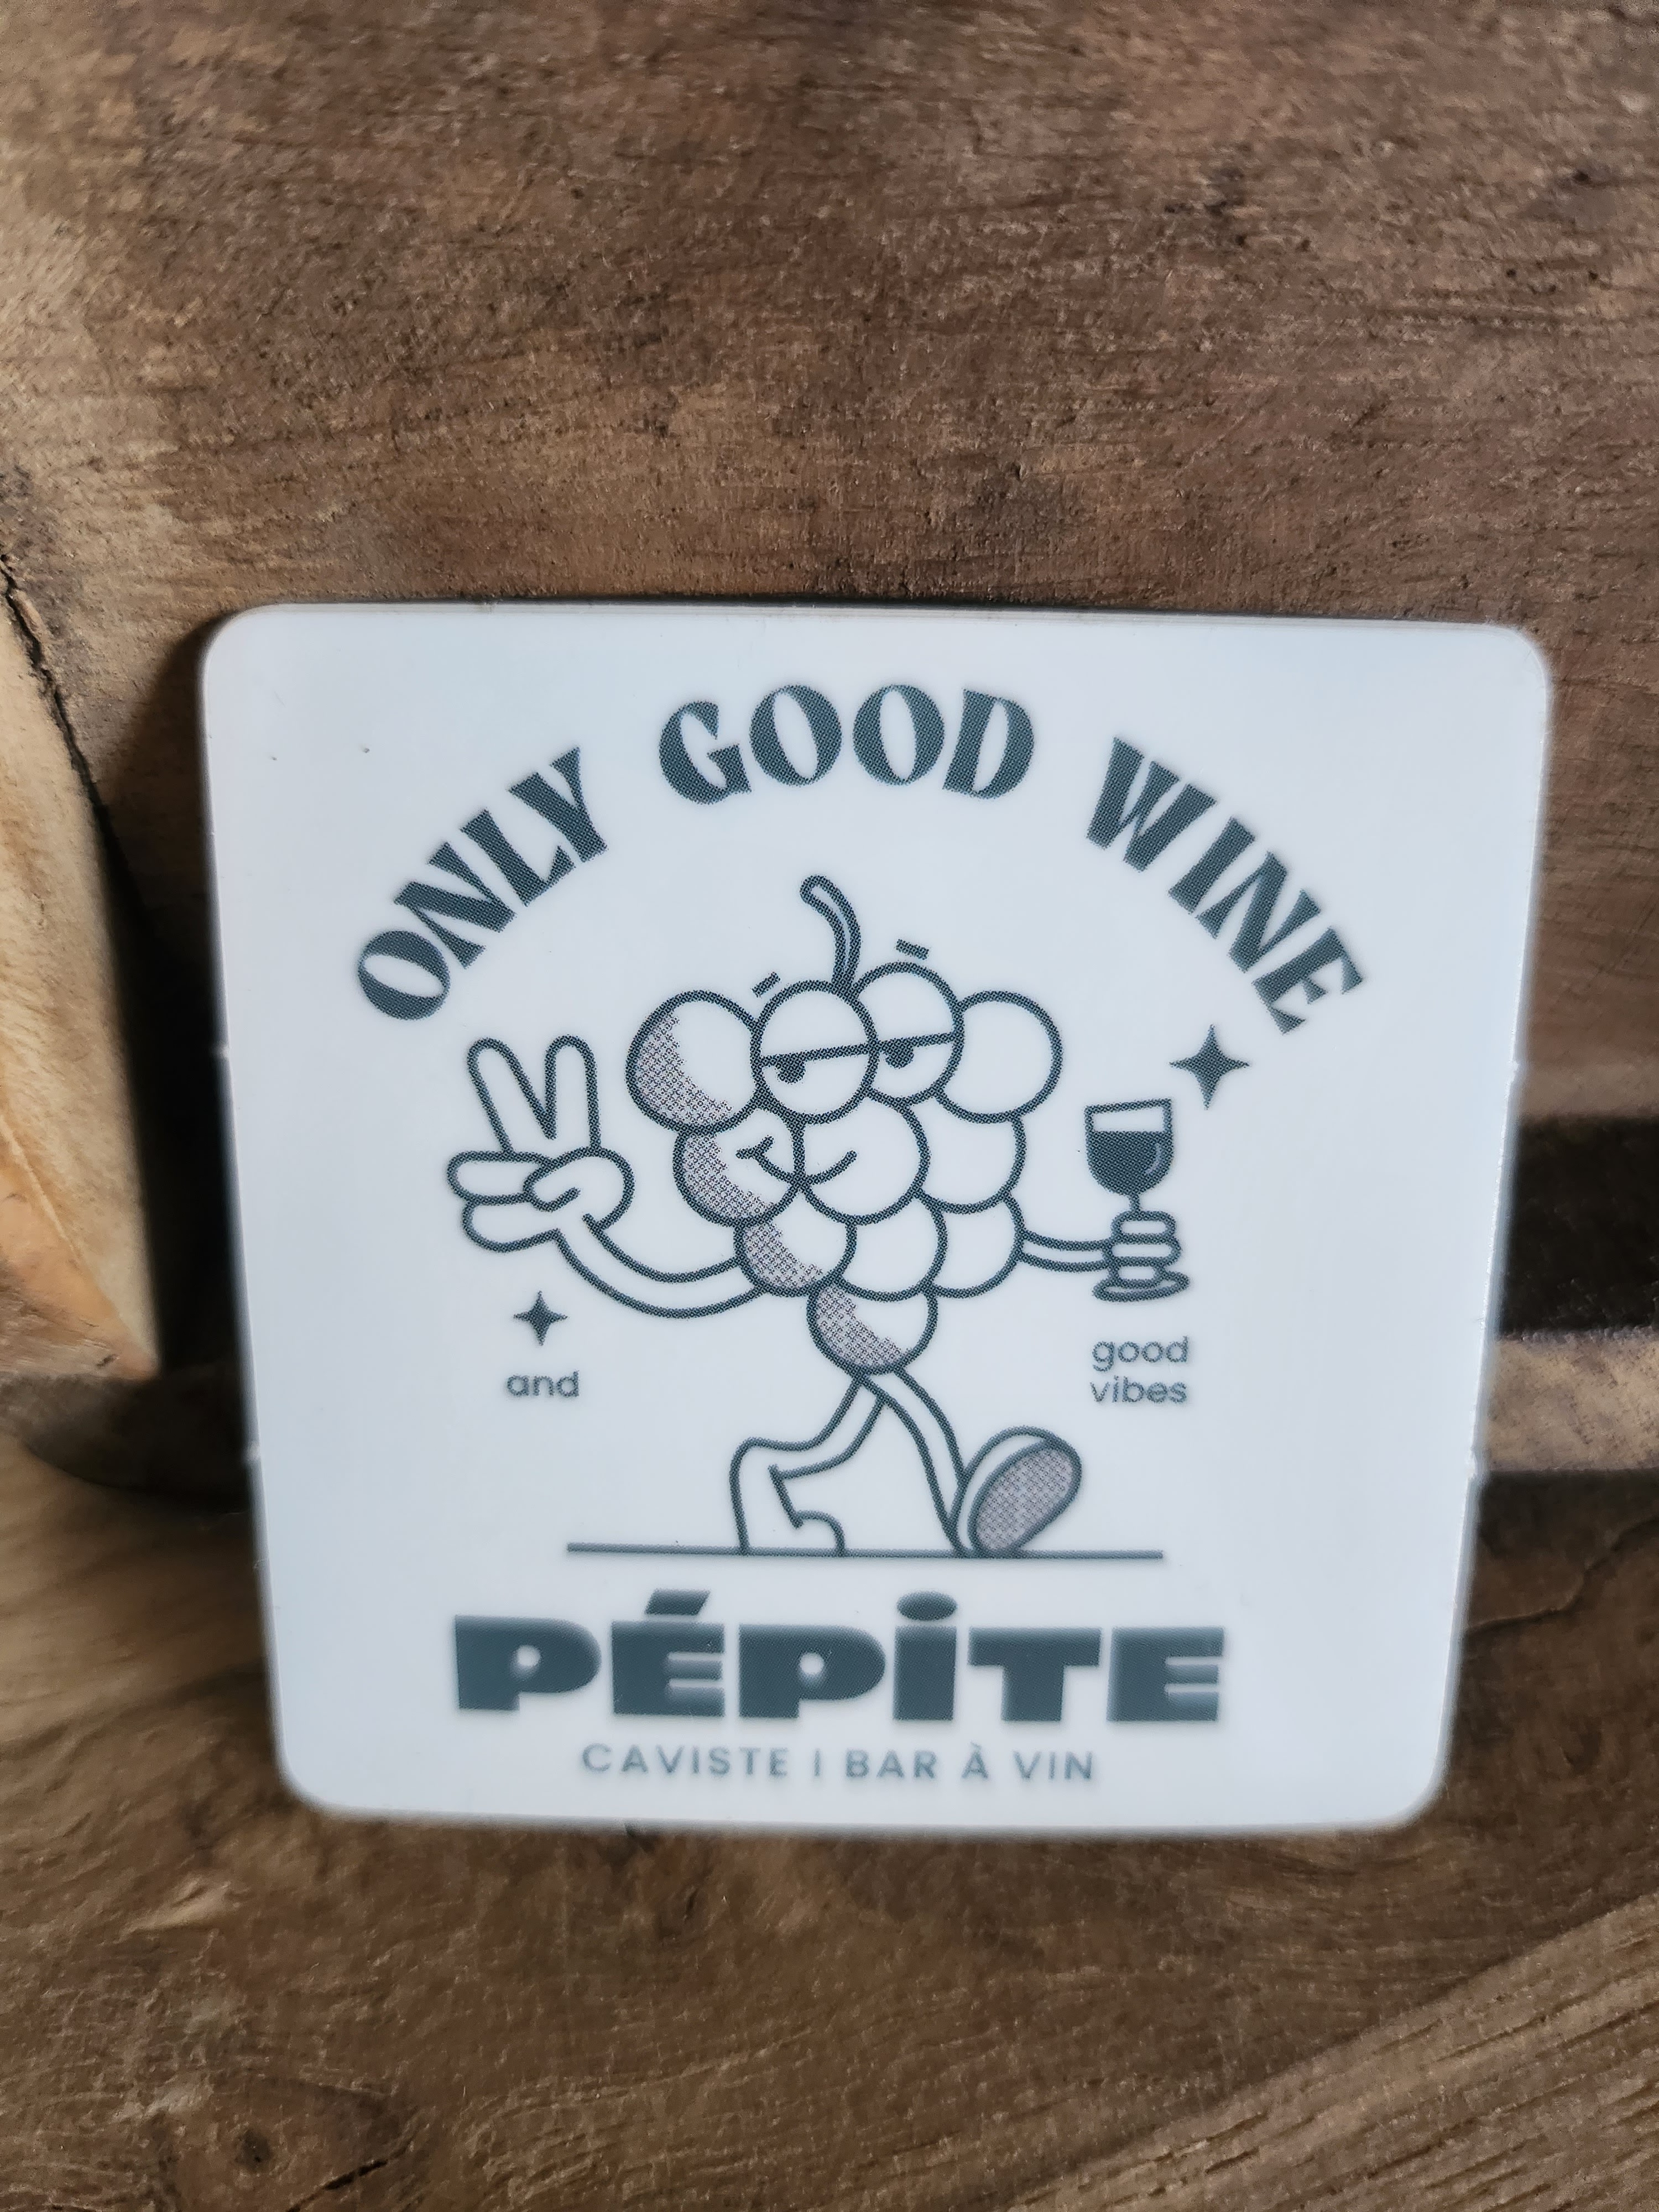 ONLY GOOD WINE
and
good
vibes
PÉPiTE
CAVISTE | BAR À VIN